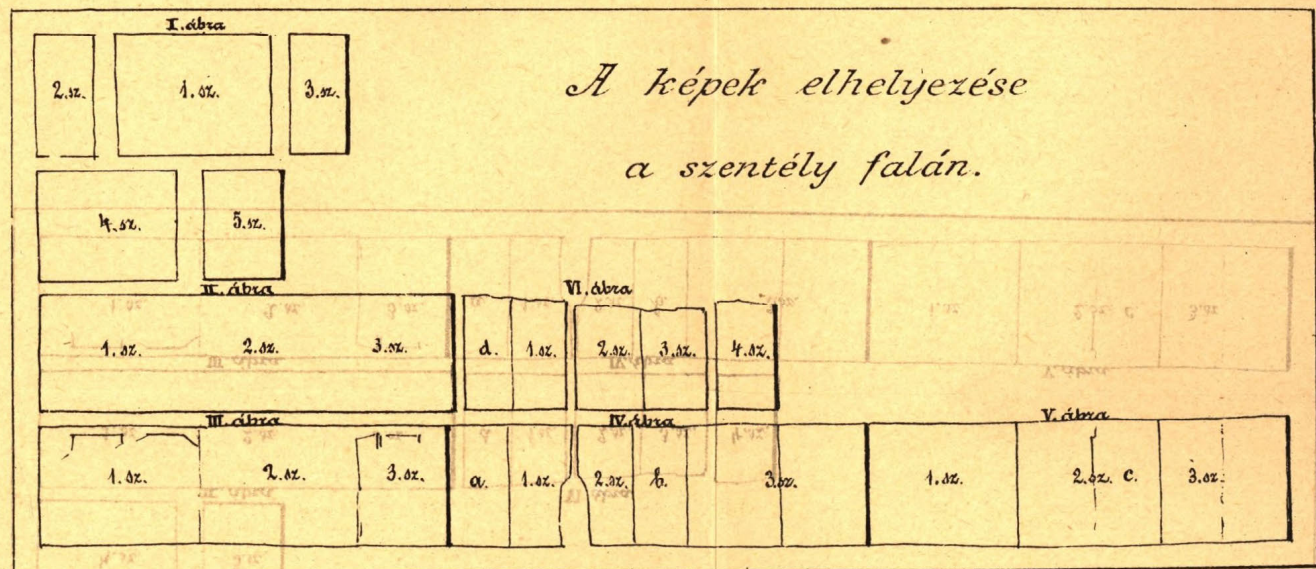 I. ábra
2. sz. 1. sz. 3. sz.
A képek elhelyezése
a szentély falán.
4. sz. 5. sz.
II. ábra VI. ábra
1. sz. 2. sz. 3. sz. d. 1. sz. 2. sz. 3. sz. 4. sz.
III. ábra IV. ábra V. ábra
1. sz. 2. sz. 3. sz. a. 1. sz. 2. sz. b. 3. sz. 1. sz. 2. sz. c. 3. sz.